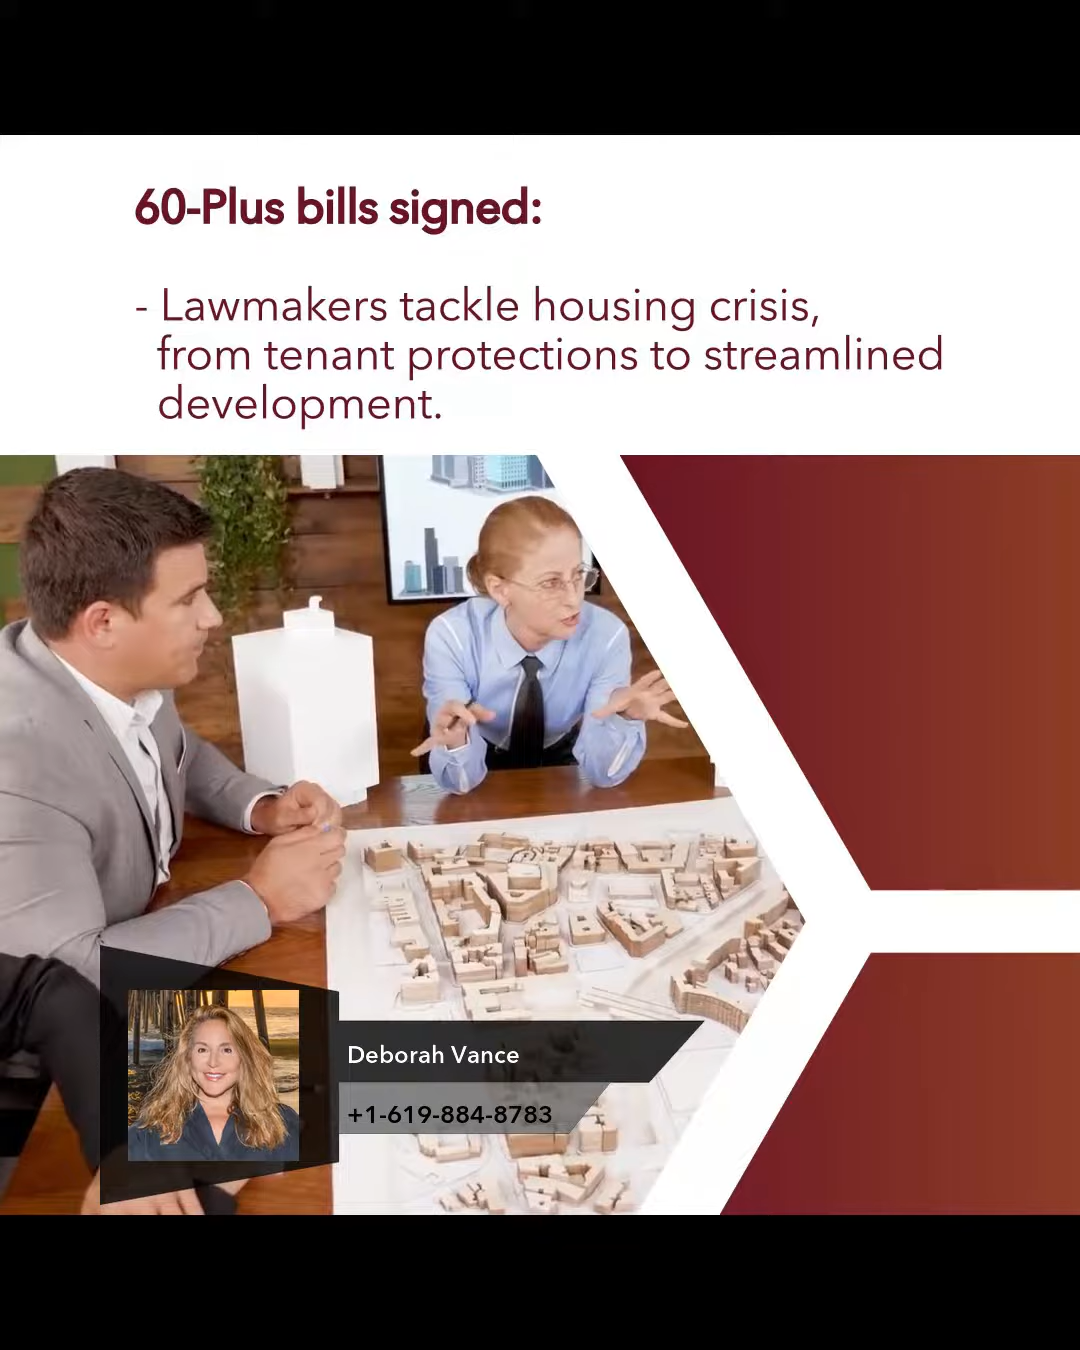 60-Plus bills signed:
- Lawmakers tackle housing crisis,
from tenant protections to streamlined
development.
Deborah Vance
+1-619-884-8783